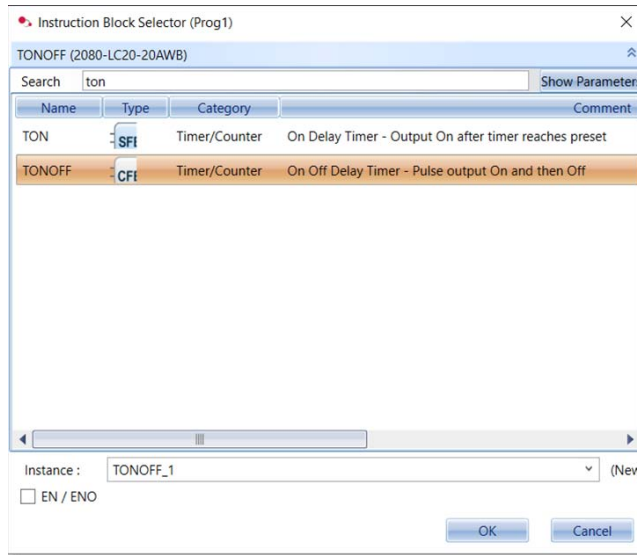 Instruction Block Selector (Prog1)
TONOFF (2080-LC20-20AWB)
Search ton Show Parameter
Name Type Category Comment
TON SFI Timer/Counter On Delay Timer - Output On after timer reaches preset
TONOFF CFI Timer/Counter On Off Delay Timer - Pulse output On and then Off
Instance : TONOFF_1 (New
EN / ENO
OK Cancel